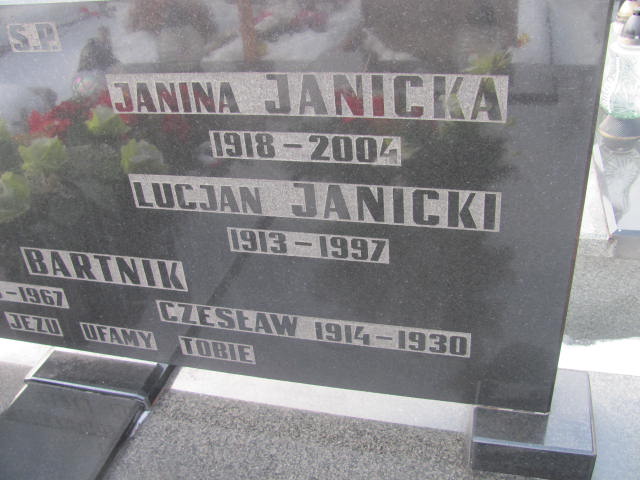 Ś.P.
JANINA JANICKA
1918-2004
LUCJAN JANICKI
1913-1997
BARTNIK
-1967
CZESŁAW 1914-1930
JEZU UFAMY TOBIE